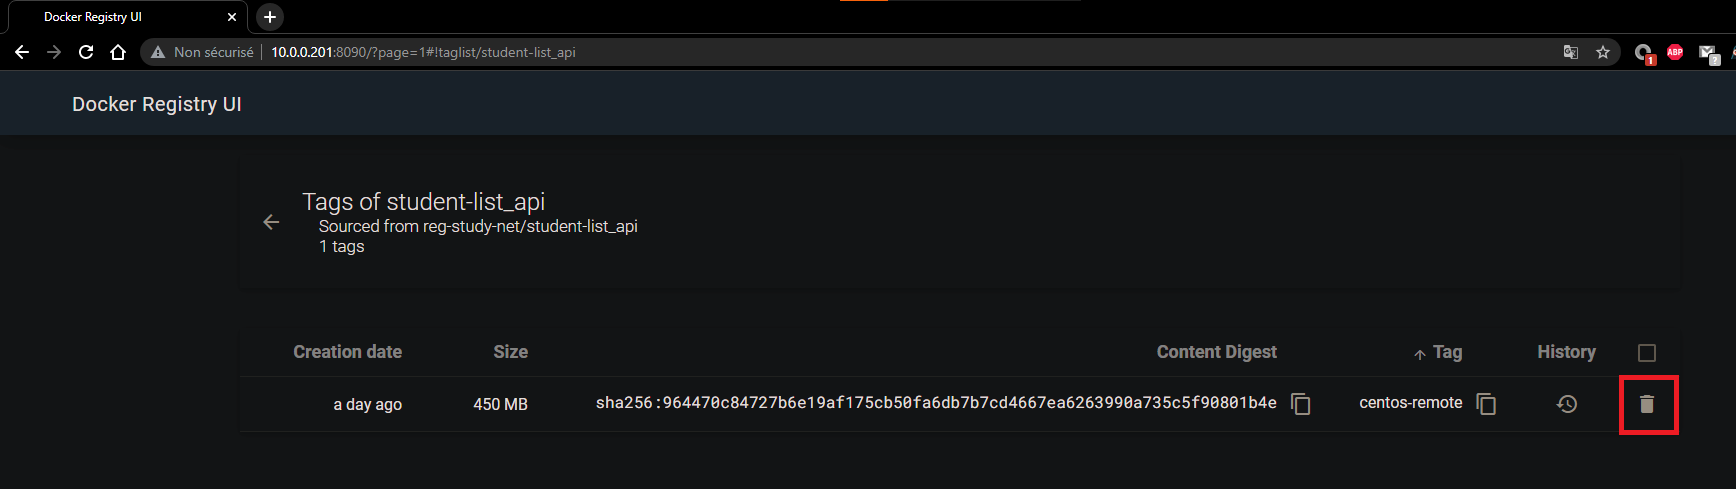 Docker Registry UI
Non sécurisé 10.0.0.201:8090/?page=1#!taglist/student-list_api
1 ABP ?
Docker Registry UI
Tags of student-list_api
Sourced from reg-study-net/student-list_api
1 tags
Creation date Size Content Digest Tag History
a day ago 450 MB sha256:964470c84727b6e19af175cb50fa6db7b7cd4667ea6263990a735c5f90801b4e centos-remote